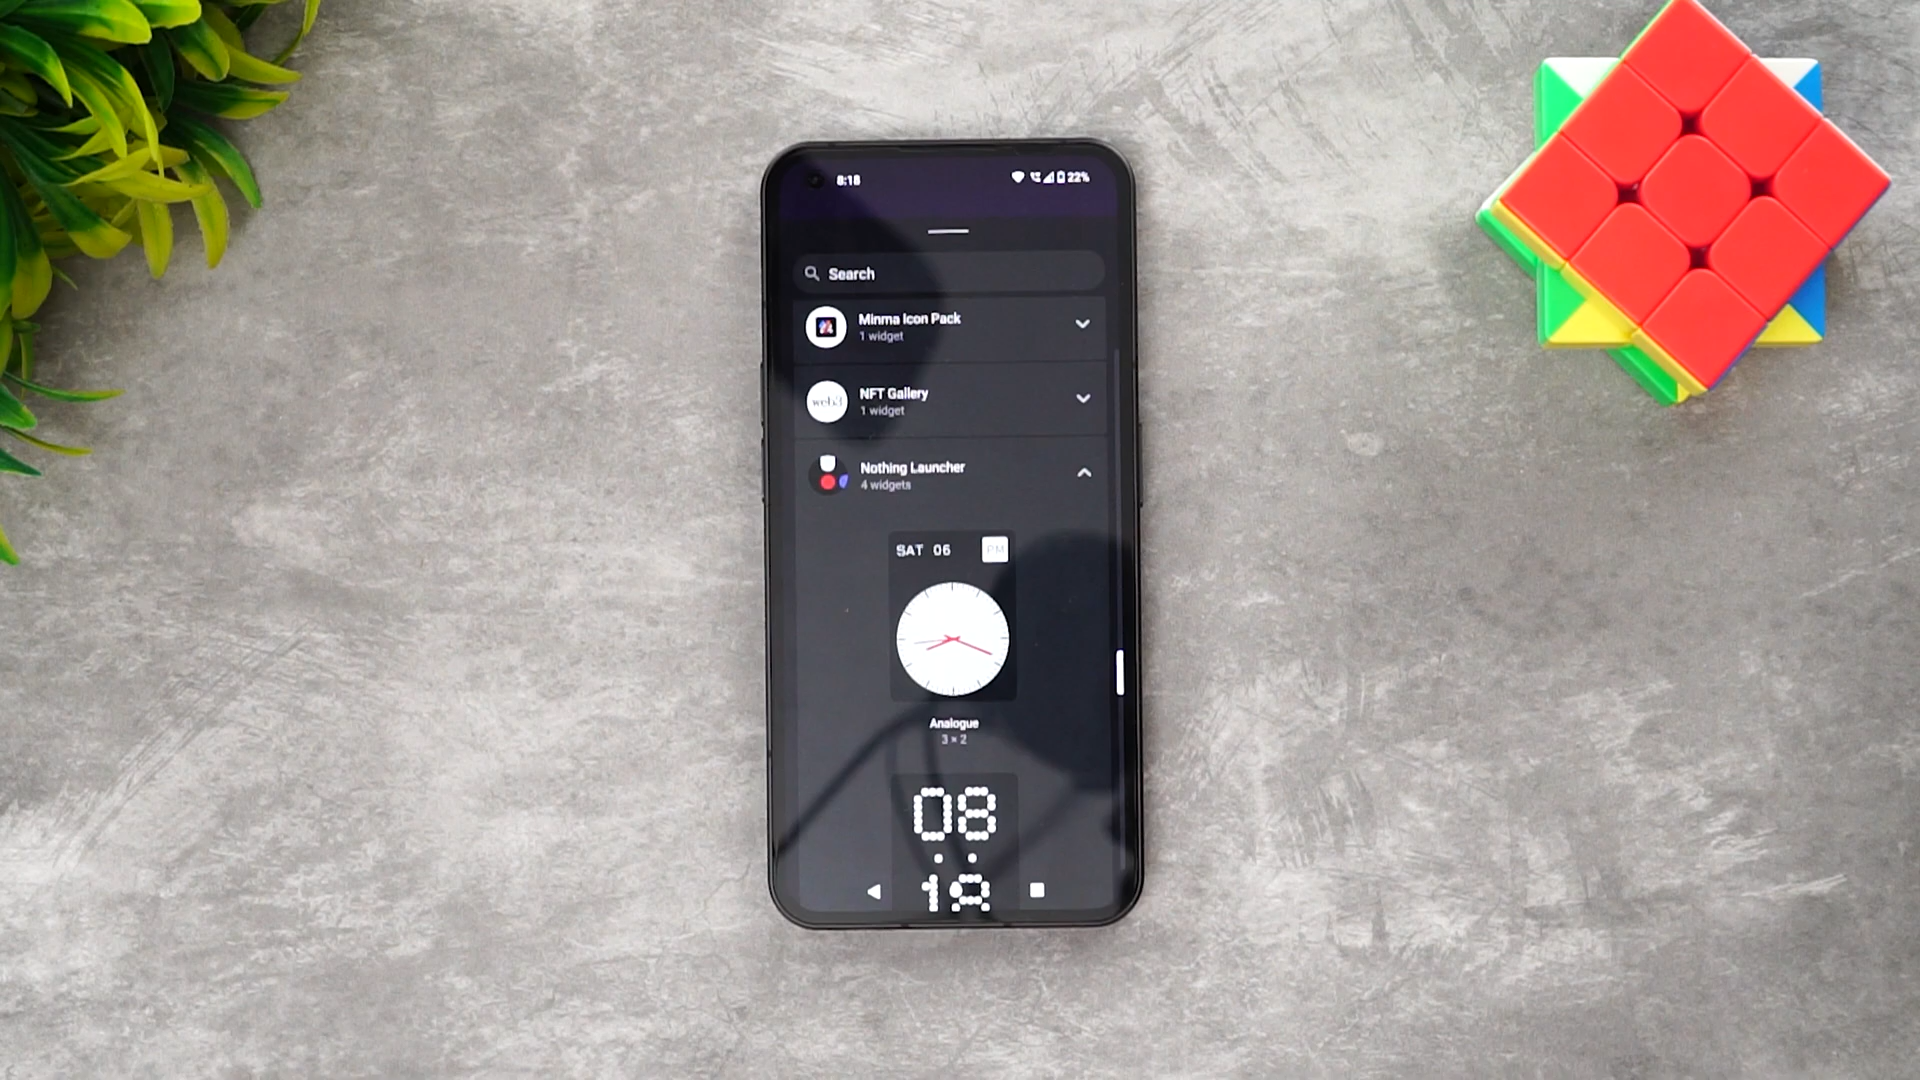 8:18
22%
Search
Minma Icon Pack
1 widget
NFT Gallery
1 widget
web3
Nothing Launcher
4 widgets
SAT 06
PM
Analogue
3 × 2
08
18